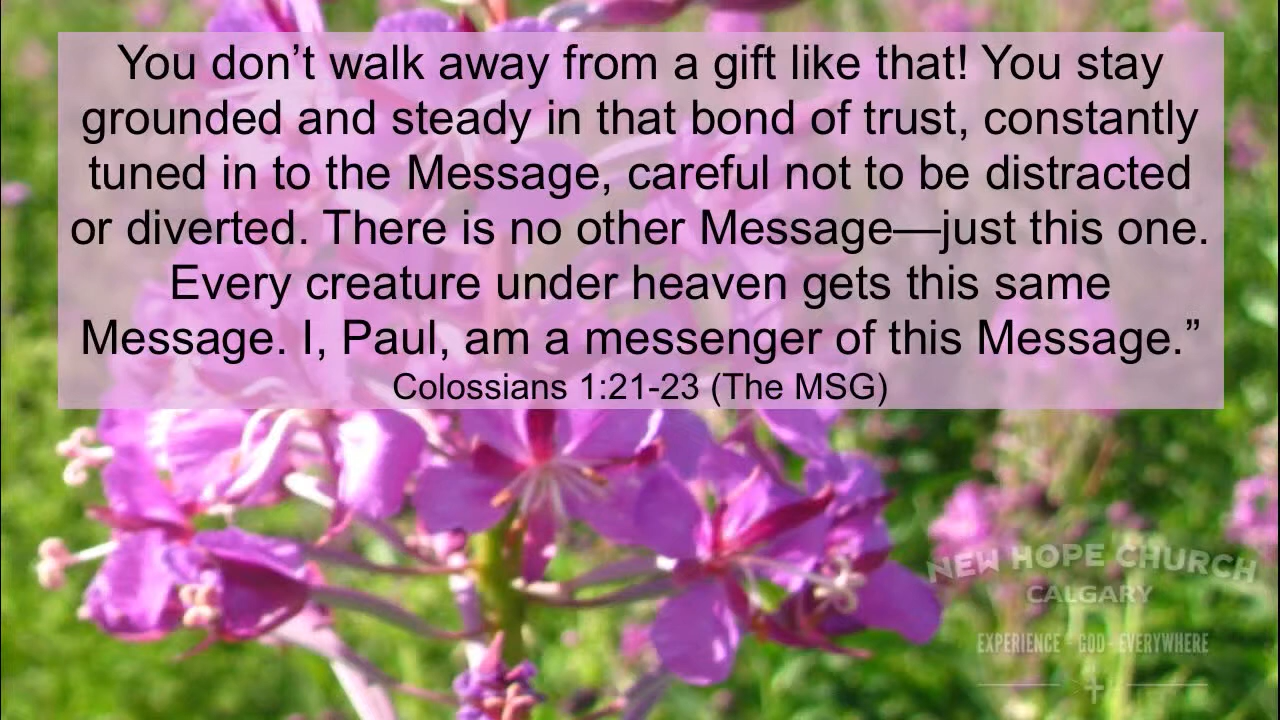 You don’t walk away from a gift like that! You stay
grounded and steady in that bond of trust, constantly
tuned in to the Message, careful not to be distracted
or diverted. There is no other Message—just this one.
Every creature under heaven gets this same
Message. I, Paul, am a messenger of this Message.”
Colossians 1:21-23 (The MSG)
NEW HOPE CHURCH
CALGARY
EXPERIENCE - GOD - EVERYWHERE